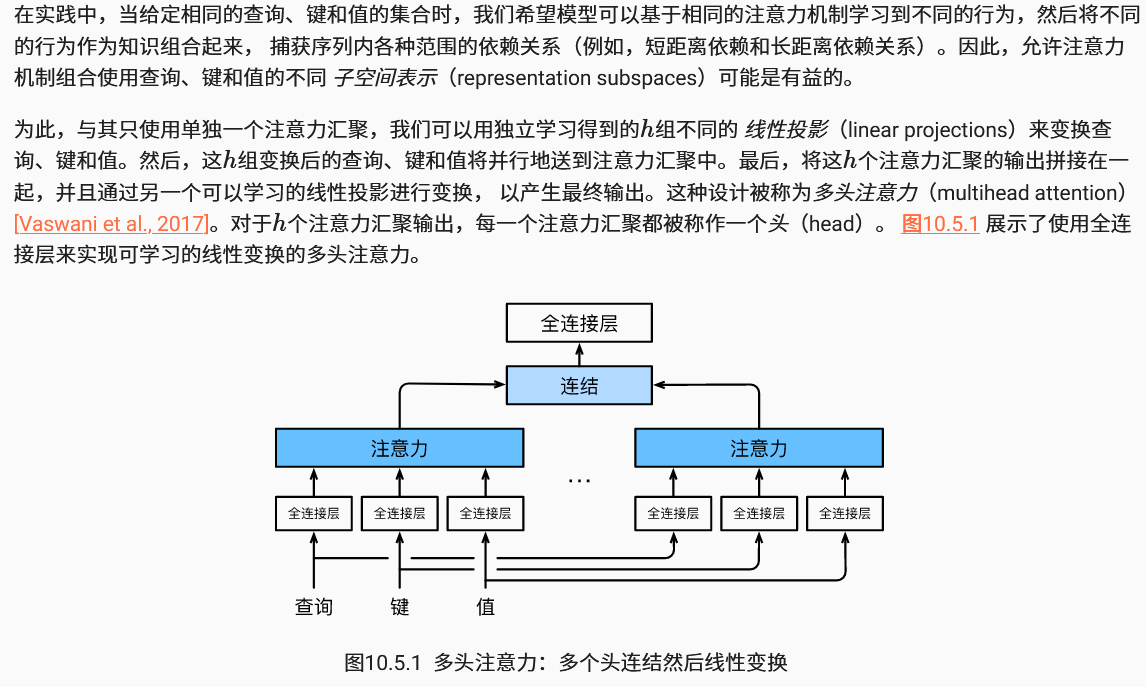 在实践中，当给定相同的查询、键和值的集合时，我们希望模型可以基于相同的注意力机制学习到不同的行为，然后将不同
的行为作为知识组合起来， 捕获序列内各种范围的依赖关系（例如，短距离依赖和长距离依赖关系）。因此，允许注意力
机制组合使用查询、键和值的不同 子空间表示（representation subspaces）可能是有益的。
为此，与其只使用单独一个注意力汇聚，我们可以用独立学习得到的h组不同的 线性投影（linear projections）来变换查
询、键和值。然后，这h组变换后的查询、键和值将并行地送到注意力汇聚中。最后，将这h个注意力汇聚的输出拼接在一
起，并且通过另一个可以学习的线性投影进行变换， 以产生最终输出。这种设计被称为多头注意力（multihead attention）
[Vaswani et al., 2017]。对于h个注意力汇聚输出，每一个注意力汇聚都被称作一个头（head）。 图10.5.1 展示了使用全连
接层来实现可学习的线性变换的多头注意力。
全连接层
连结
注意力 注意力
...
全连接层 全连接层 全连接层 全连接层 全连接层 全连接层
查询 键 值
图10.5.1 多头注意力：多个头连结然后线性变换